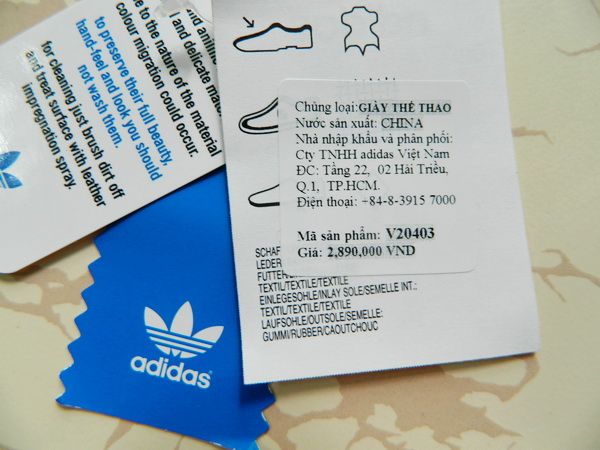 and aniline
l and delicate
e to the nature of the material
colour migration could occur.
to preserve their full beauty,
hand-feel and look you should
not wash them.
for cleaning just brush dirt off
and treat surface with leather
impregnation spray.
adidas
Chủng loại:GIÀY THỂ THAO
Nước sản xuất: CHINA
Nhà nhập khẩu và phân phối:
Cty TNHH adidas Việt Nam
ĐC: Tầng 22, 02 Hải Triều,
Q.1, TP.HCM.
Điện thoại: +84-8-3915 7000
Mã sản phẩm: V20403
Giá: 2,890,000 VND
SCHAF
LEDER
FUTTER/
TEXTIL/TEXTILE/TEXTILE
EINLEGESOHLE/INLAY SOLE/SEMELLE INT.:
TEXTIL/TEXTILE/TEXTILE
LAUFSOHLE/OUTSOLE/SEMELLE:
GUMMI/RUBBER/CAOUTCHOUC